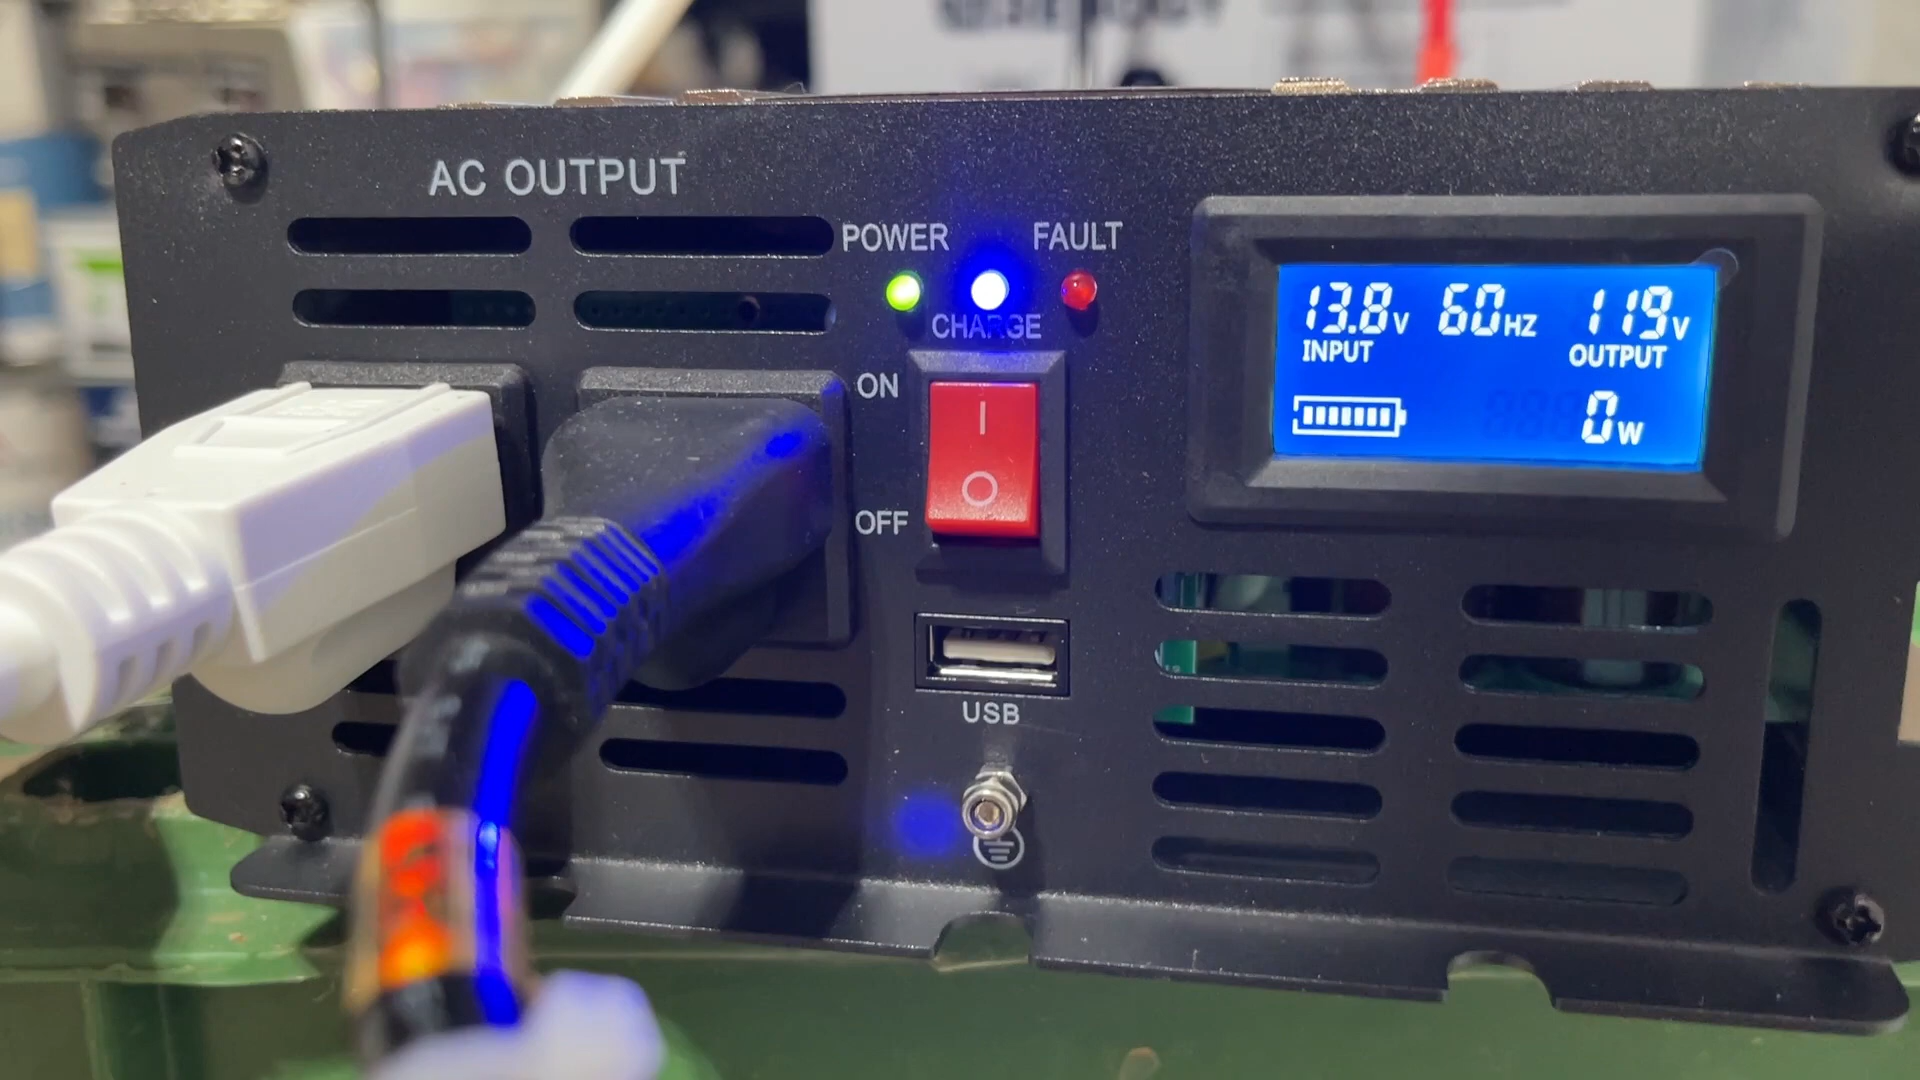 AC OUTPUT
POWER
FAULT
CHARGE
ON
I
O
OFF
USB
13.8V 60HZ 119V
INPUT OUTPUT
0W